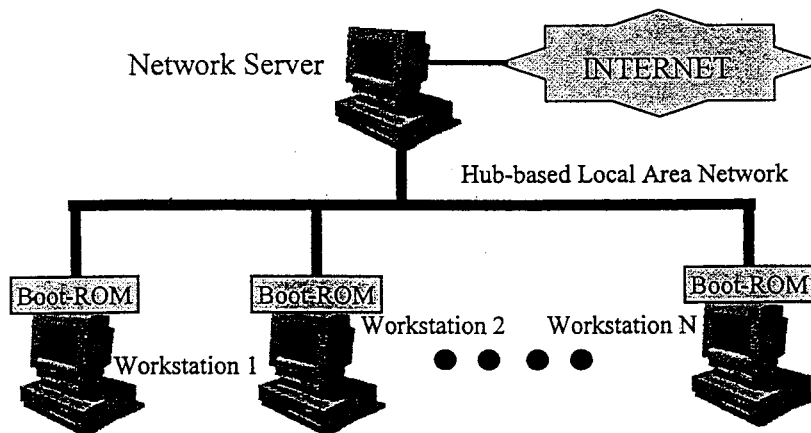 Network Server
INTERNET
Hub-based Local Area Network
Boot-ROM
Boot-ROM
Boot-ROM
Workstation 1
Workstation 2
Workstation N